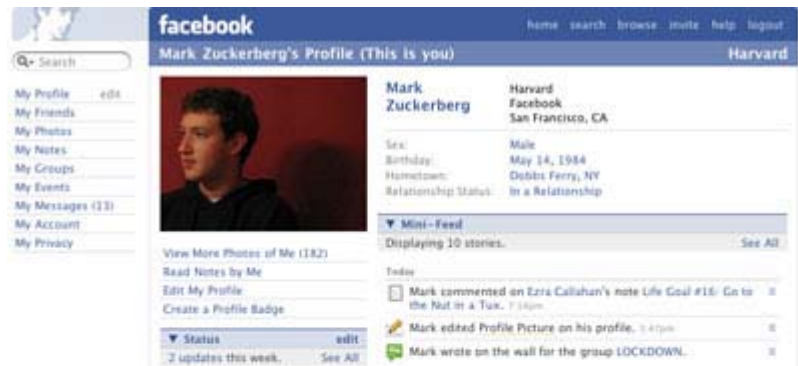 facebook
home search browse invite help logout
Mark Zuckerberg's Profile (This is you)
Harvard
Search
My Profile edit
My Friends
My Photos
My Notes
My Groups
My Events
My Messages (13)
My Account
My Privacy
View More Photos of Me (182)
Read Notes by Me
Edit My Profile
Create a Profile Badge
Status edit
2 updates this week. See All
Mark
Zuckerberg
Harvard
Facebook
San Francisco, CA
Sex: Male
Birthday: May 14, 1984
Hometown: Dobbs Ferry, NY
Relationship Status: In a Relationship
Mini-Feed
Displaying 10 stories. See All
Today
Mark commented on Ezra Callahan's note Life Goal #16: Go to
the Nut in a Tux.
Mark edited Profile Picture on his profile.
Mark wrote on the wall for the group LOCKDOWN.